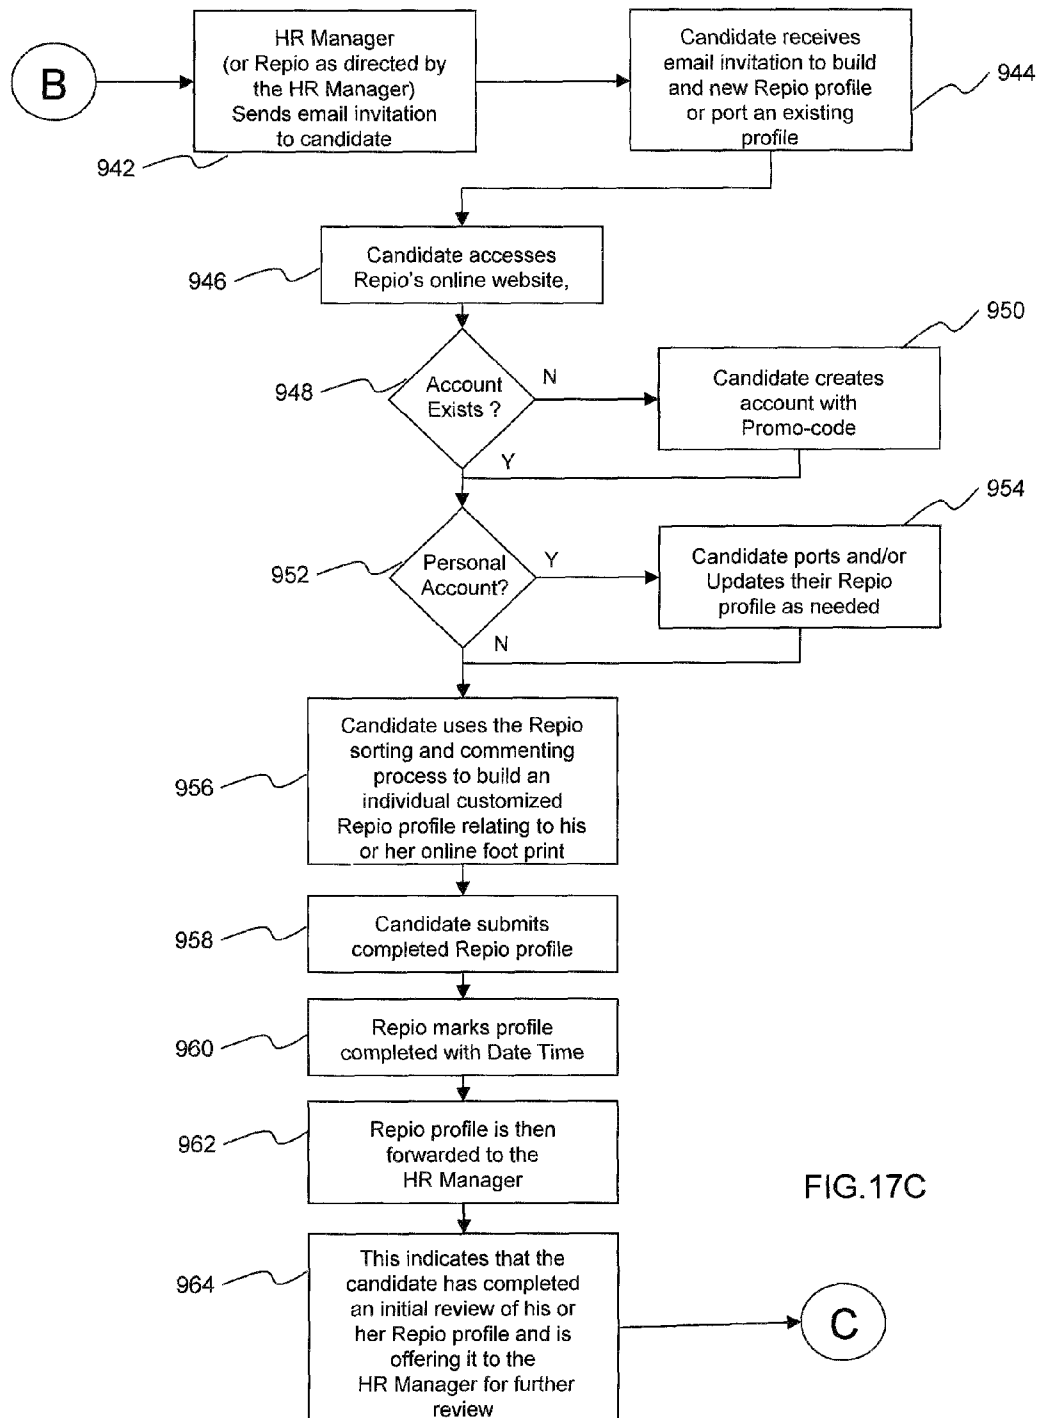 B
HR Manager
(or Repio as directed by
the HR Manager)
Sends email invitation
to candidate
942
Candidate receives
email invitation to build
and new Repio profile
or port an existing
profile
944
Candidate accesses
Repio's online website,
946
Account
Exists ?
948
N
Y
Candidate creates
account with
Promo-code
950
Personal
Account?
952
Y
N
Candidate ports and/or
Updates their Repio
profile as needed
954
Candidate uses the Repio
sorting and commenting
process to build an
individual customized
Repio profile relating to his
or her online foot print
956
Candidate submits
completed Repio profile
958
Repio marks profile
completed with Date Time
960
Repio profile is then
forwarded to the
HR Manager
962
FIG.17C
This indicates that the
candidate has completed
an initial review of his or
her Repio profile and is
offering it to the
HR Manager for further
review
964
C